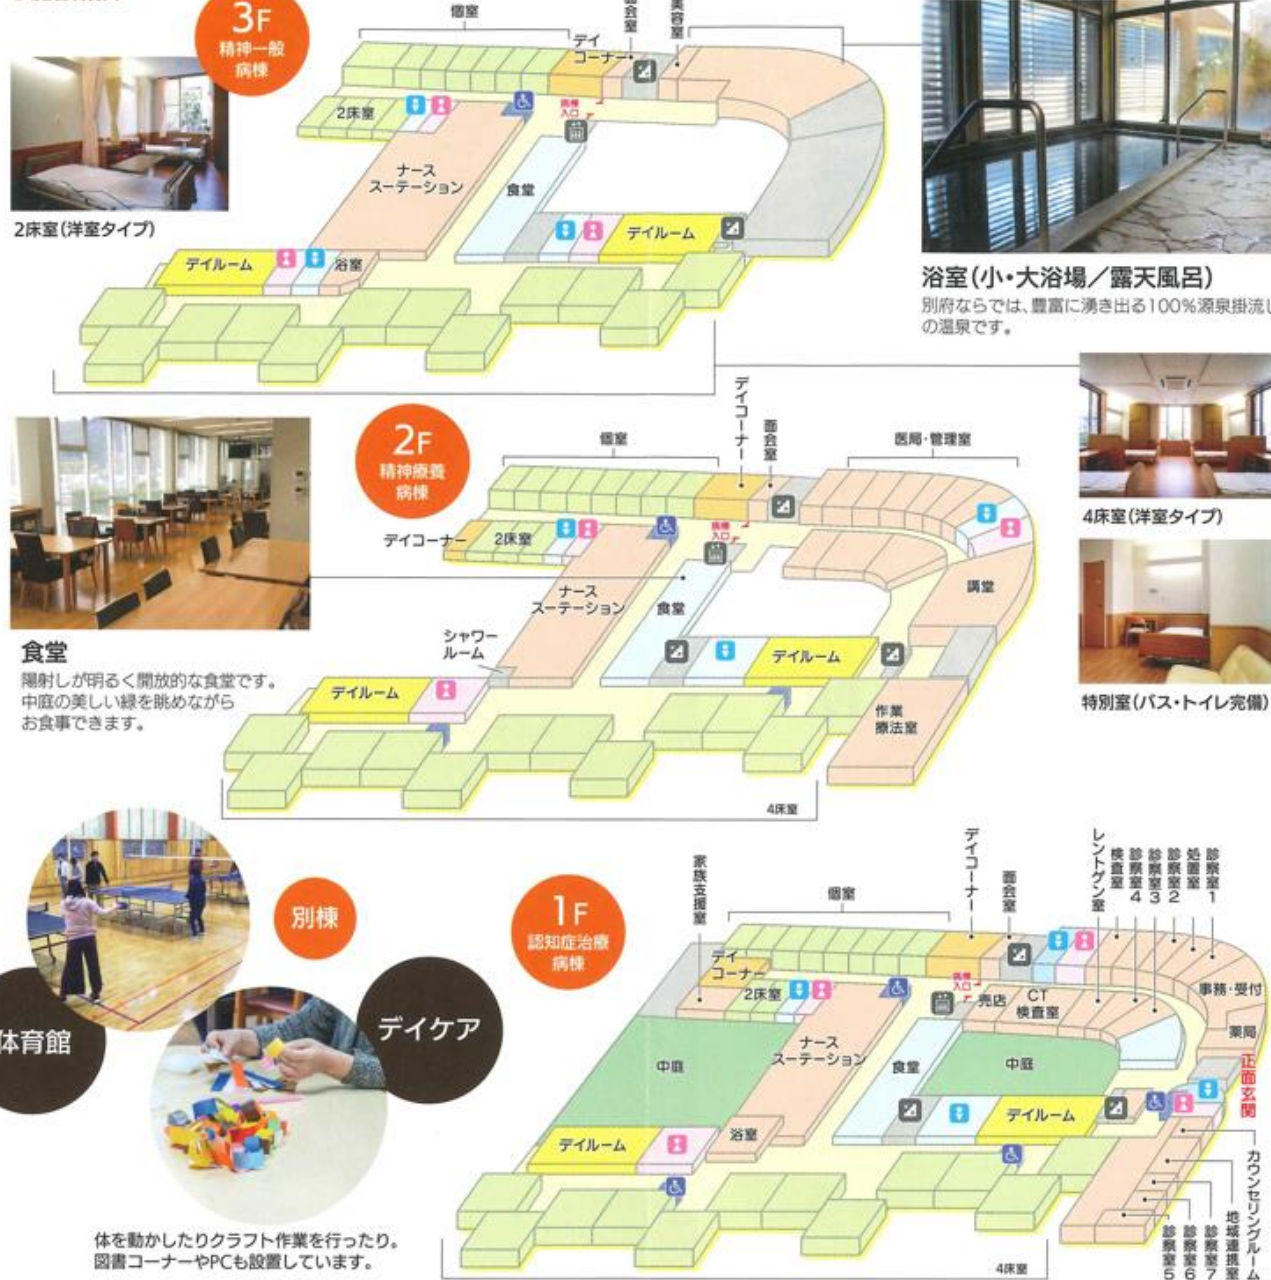 3F
精神一般
病棟
個室
デイ
コーナー
美容室
2床室
病棟
入口
ナース
ステーション
食堂
デイルーム
デイルーム
浴室
2床室(洋室タイプ)
浴室(小・大浴場/露天風呂)
別府ならでは、豊富に湧き出る100%源泉掛流し
の温泉です。
2F
精神療養
病棟
個室
デイコーナー
面会室
医局・管理室
デイコーナー
2床室
病棟
入口
ナース
ステーション
食堂
講堂
シャワー
ルーム
デイルーム
デイルーム
作業
療法室
4床室
4床室(洋室タイプ)
特別室(バス・トイレ完備)
食堂
陽射しが明るく開放的な食堂です。
中庭の美しい緑を眺めながら
お食事できます。
別棟
体育館
デイケア
体を動かしたりクラフト作業を行ったり。
図書コーナーやPCも設置しています。
1F
認知症治療
病棟
家族支援室
個室
デイコーナー
面会室
レントゲン室
検査室
診察室4
診察室3
診察室2
処置室
診察室1
デイ
コーナー
2床室
病棟
入口
売店
CT
検査室
事務・受付
薬局
正面玄関
中庭
ナース
ステーション
食堂
中庭
デイルーム
浴室
デイルーム
カウンセリングルーム
地域連携室
診察室7
診察室6
診察室5
4床室